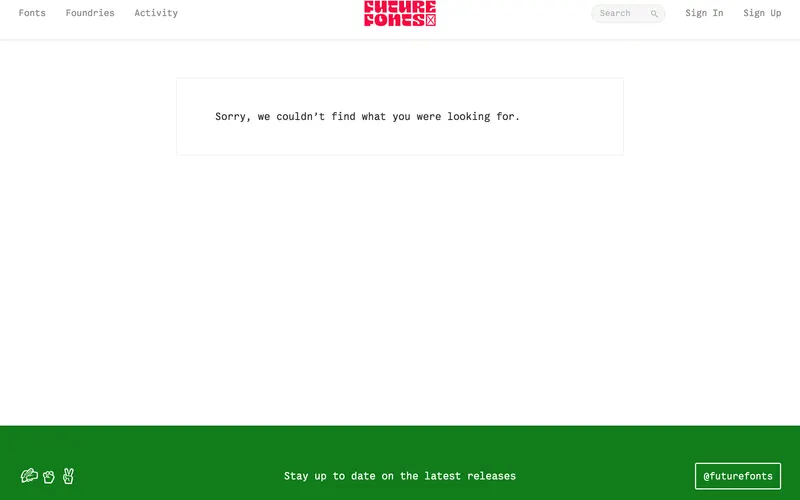 Fonts Foundries Activity
FUTURE
FONTS
Search Sign In Sign Up
Sorry, we couldn’t find what you were looking for.
Stay up to date on the latest releases
@futurefonts